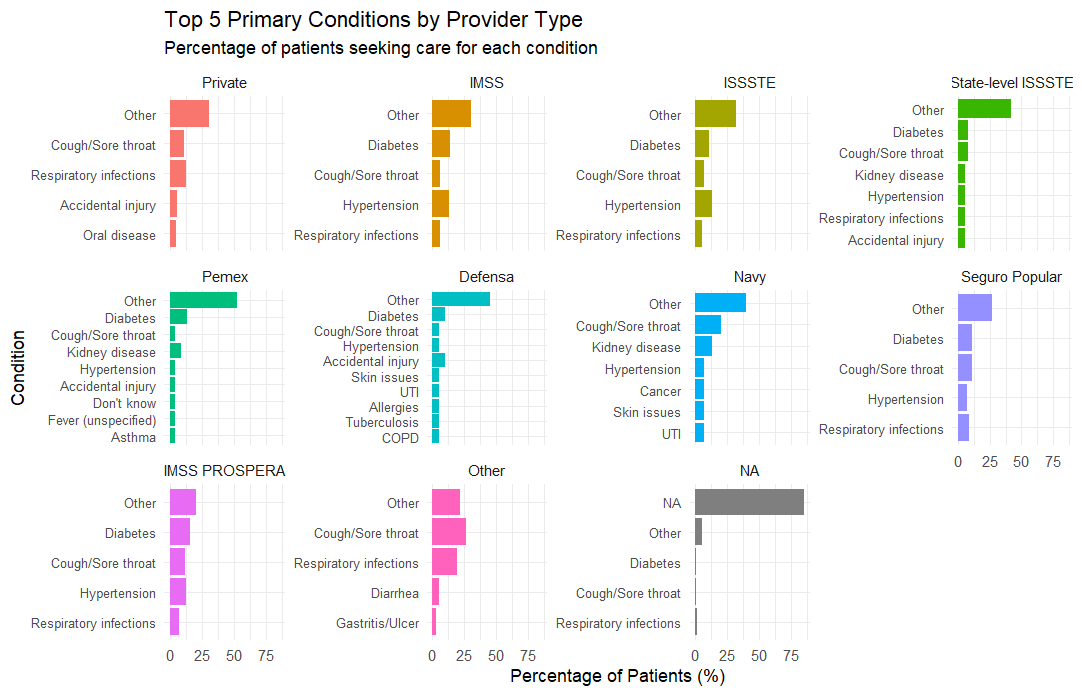 Top 5 Primary Conditions by Provider Type
Percentage of patients seeking care for each condition
Private
Other
Cough/Sore throat
Respiratory infections
Accidental injury
Oral disease
IMSS
Other
Diabetes
Cough/Sore throat
Hypertension
Respiratory infections
ISSSTE
Other
Diabetes
Cough/Sore throat
Hypertension
Respiratory infections
State-level ISSSTE
Other
Diabetes
Cough/Sore throat
Kidney disease
Hypertension
Respiratory infections
Accidental injury
Condition
Pemex
Other
Diabetes
Cough/Sore throat
Kidney disease
Hypertension
Accidental injury
Don't know
Fever (unspecified)
Asthma
Defensa
Other
Diabetes
Cough/Sore throat
Hypertension
Accidental injury
Skin issues
UTI
Allergies
Tuberculosis
COPD
Navy
Other
Cough/Sore throat
Kidney disease
Hypertension
Cancer
Skin issues
UTI
Seguro Popular
Other
Diabetes
Cough/Sore throat
Hypertension
Respiratory infections
0 25 50 75
IMSS PROSPERA
Other
Diabetes
Cough/Sore throat
Hypertension
Respiratory infections
0 25 50 75
Other
Other
Cough/Sore throat
Respiratory infections
Diarrhea
Gastritis/Ulcer
0 25 50 75
NA
NA
Other
Diabetes
Cough/Sore throat
Respiratory infections
0 25 50 75
Percentage of Patients (%)